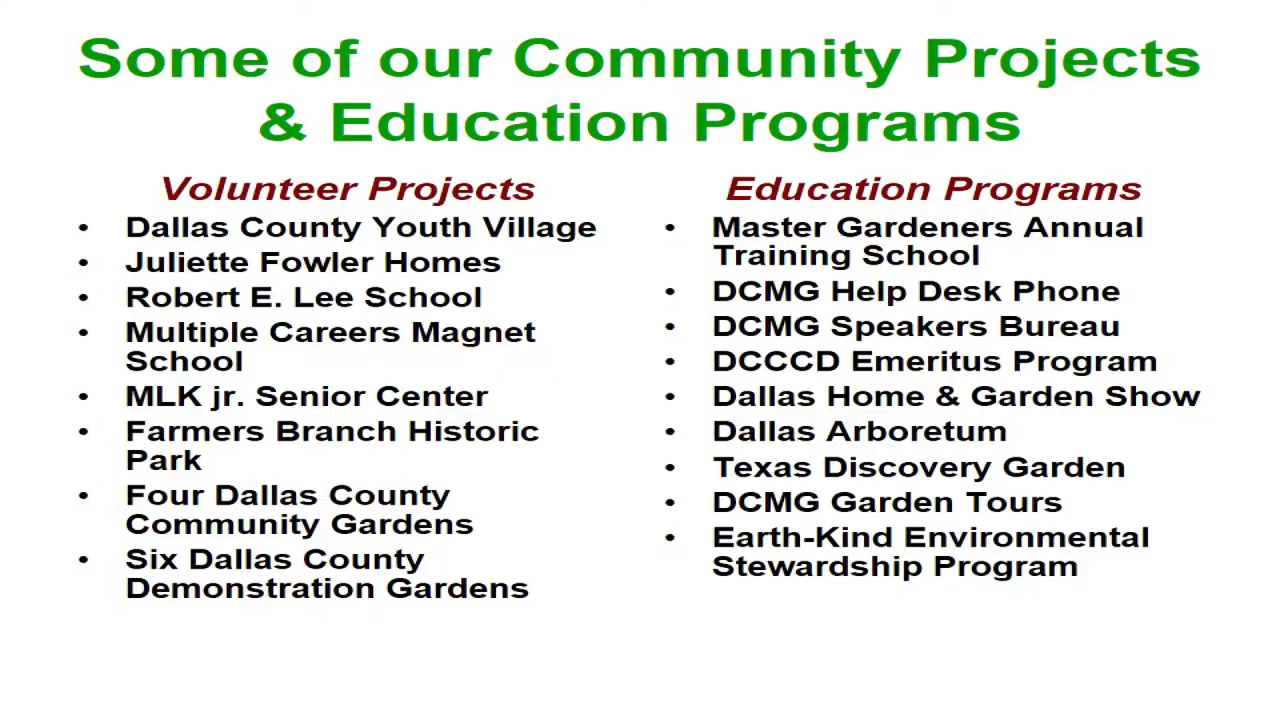 Some of our Community Projects
& Education Programs
Volunteer Projects
• Dallas County Youth Village
• Juliette Fowler Homes
• Robert E. Lee School
• Multiple Careers Magnet
School
• MLK jr. Senior Center
• Farmers Branch Historic
Park
• Four Dallas County
Community Gardens
• Six Dallas County
Demonstration Gardens
Education Programs
• Master Gardeners Annual
Training School
• DCMG Help Desk Phone
• DCMG Speakers Bureau
• DCCCD Emeritus Program
• Dallas Home & Garden Show
• Dallas Arboretum
• Texas Discovery Garden
• DCMG Garden Tours
• Earth-Kind Environmental
Stewardship Program